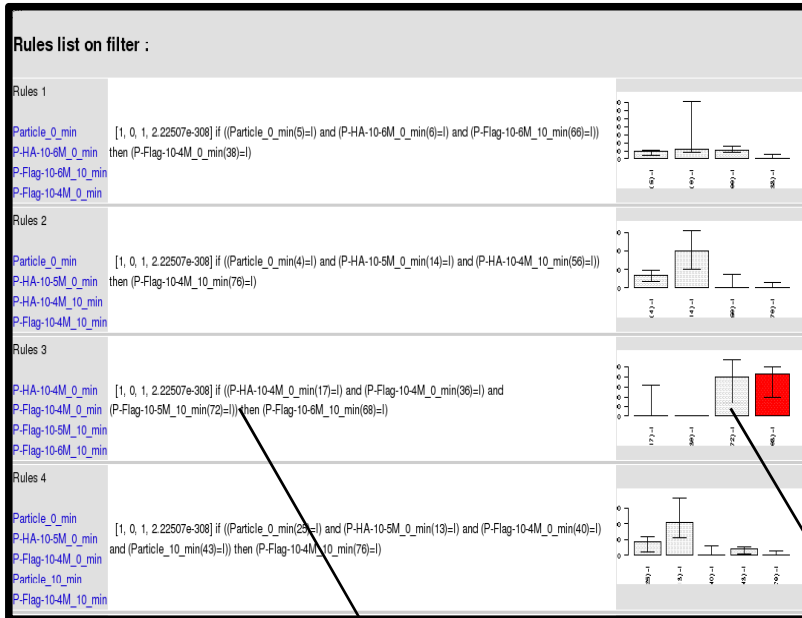 Rules list on filter :
Rules 1
Particle_0_min
P-HA-10-6M_0_min
P-Flag-10-6M_10_min
P-Flag-10-4M_0_min
[1, 0, 1, 2.22507e-308] if ((Particle_0_min(5)=I) and (P-HA-10-6M_0_min(6)=I) and (P-Flag-10-6M_10_min(66)=I))
then (P-Flag-10-4M_0_min(38)=I)
Rules 2
Particle_0_min
P-HA-10-5M_0_min
P-HA-10-4M_10_min
P-Flag-10-4M_10_min
[1, 0, 1, 2.22507e-308] if ((Particle_0_min(4)=I) and (P-HA-10-5M_0_min(14)=I) and (P-HA-10-4M_10_min(56)=I))
then (P-Flag-10-4M_10_min(76)=I)
Rules 3
P-HA-10-4M_0_min
P-Flag-10-4M_0_min
P-Flag-10-5M_10_min
P-Flag-10-6M_10_min
[1, 0, 1, 2.22507e-308] if ((P-HA-10-4M_0_min(17)=I) and (P-Flag-10-4M_0_min(36)=I) and
(P-Flag-10-5M_10_min(72)=I)) then (P-Flag-10-6M_10_min(68)=I)
Rules 4
Particle_0_min
P-HA-10-5M_0_min
P-Flag-10-4M_0_min
Particle_10_min
P-Flag-10-4M_10_min
[1, 0, 1, 2.22507e-308] if ((Particle_0_min(25)=I) and (P-HA-10-5M_0_min(13)=I) and (P-Flag-10-4M_0_min(40)=I)
and (Particle_10_min(43)=I)) then (P-Flag-10-4M_10_min(76)=I)